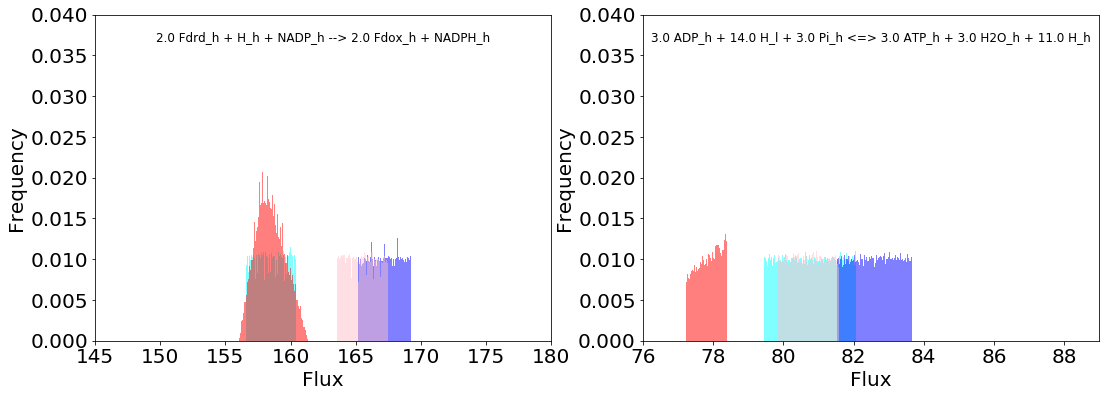 0.040
0.035
0.030
0.025
0.020
0.015
0.010
0.005
0.000
Frequency
2.0 Fdrd_h + H_h + NADP_h --> 2.0 Fdox_h + NADPH_h
145 150 155 160 165 170 175 180
Flux
0.040
0.035
0.030
0.025
0.020
0.015
0.010
0.005
0.000
Frequency
3.0 ADP_h + 14.0 H_l + 3.0 Pi_h <=> 3.0 ATP_h + 3.0 H2O_h + 11.0 H_h
76 78 80 82 84 86 88
Flux